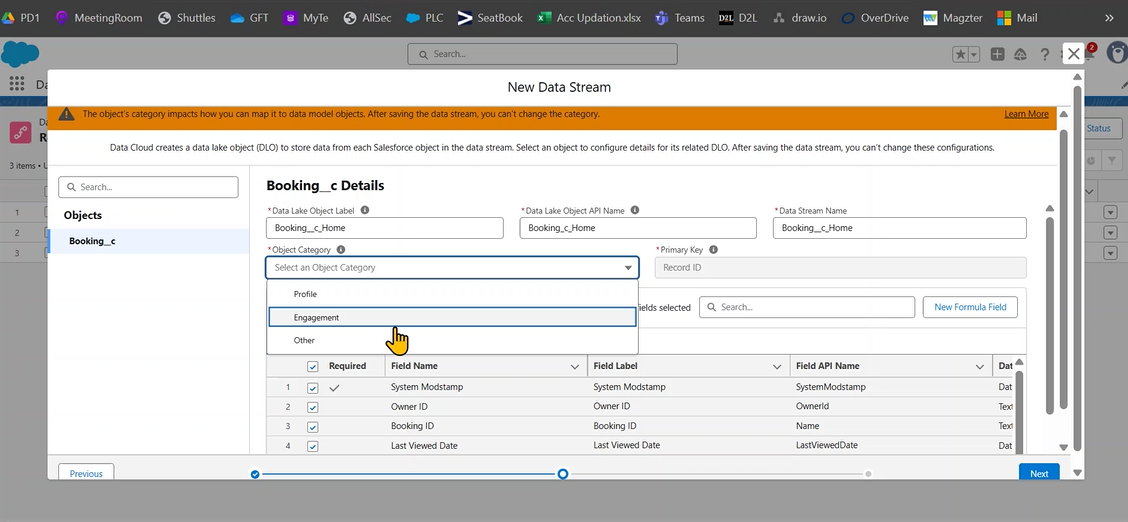 PD1 MeetingRoom Shuttles GFT MyTe AllSec PLC SeatBook Acc Updation.xlsx Teams D2L D2L draw.io OverDrive Magzter Mail »
Search...
2
Da
New Data Stream
The object's category impacts how you can map it to data model objects. After saving the data stream, you can't change the category. Learn More
Da
R
Status
Data Cloud creates a data lake object (DLO) to store data from each Salesforce object in the data stream. Select an object to configure details for its related DLO. After saving the data stream, you can't change these configurations.
3 items •
Search...
Booking__c Details
Objects
*Data Lake Object Label
*Data Lake Object API Name
*Data Stream Name
1
Booking__c_Home
Booking_c_Home
Booking__c_Home
2
Booking__c
*Object Category
*Primary Key
3
Select an Object Category
Record ID
Profile
Engagement
Other
ields selected
Search...
New Formula Field
Required Field Name Field Label Field API Name Dat
1 System Modstamp System Modstamp SystemModstamp Dat
2 Owner ID Owner ID OwnerId Text
3 Booking ID Booking ID Name Text
4 Last Viewed Date Last Viewed Date LastViewedDate Dat
Previous
Next